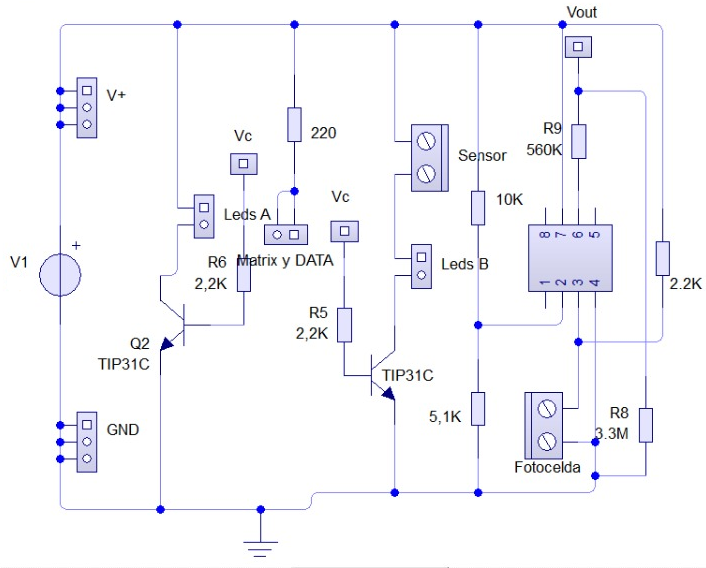 Vout
V+
R9
560K
220
Vc
Sensor
Vc
10K
Leds A
8 7 6 5
V1
+
R6
2,2K
Matrix y DATA
Leds B
1 2 3 4
2.2K
R5
2,2K
Q2
TIP31C
TIP31C
5,1K
R8
3.3M
GND
Fotocelda